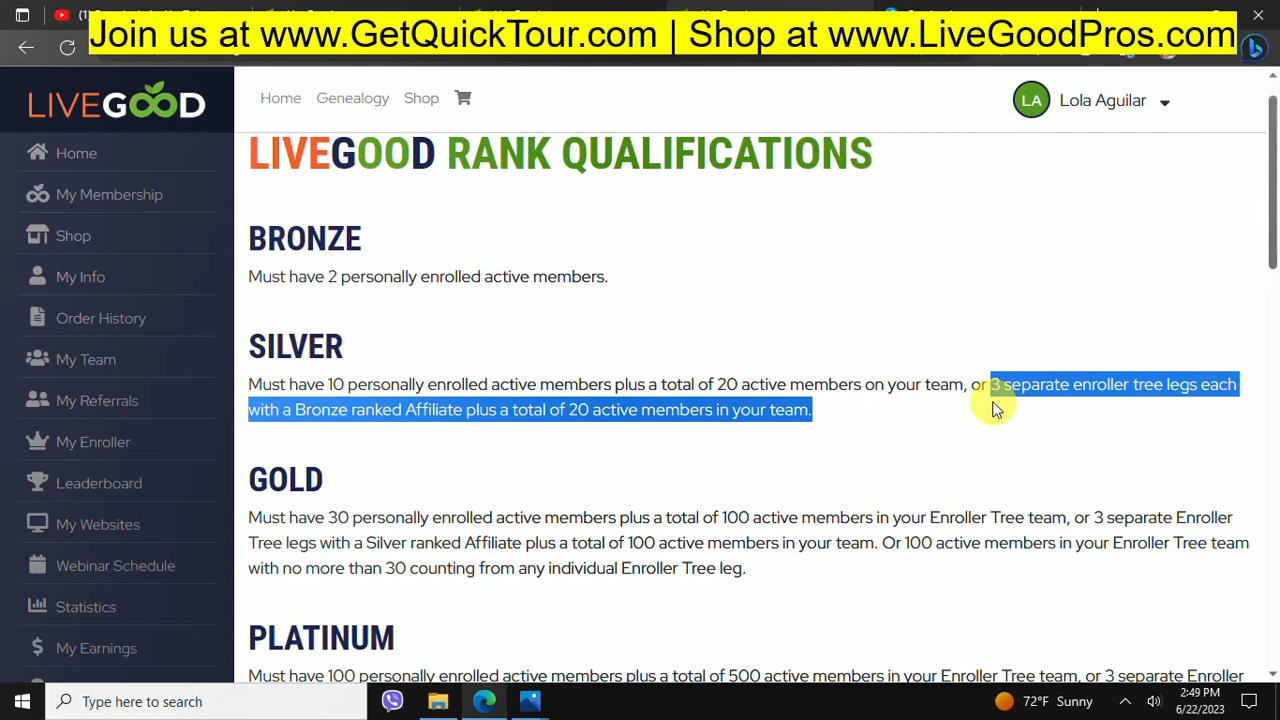 Join us at www.GetQuickTour.com | Shop at www.LiveGoodPros.com
LIVEGOOD
Home
Genealogy
Shop
LA
Lola Aguilar
Home
My Membership
Shop
My Info
Order History
My Team
My Referrals
My Enroller
Leaderboard
My Websites
Webinar Schedule
Statistics
My Earnings
LIVEGOOD RANK QUALIFICATIONS
BRONZE
Must have 2 personally enrolled active members.
SILVER
Must have 10 personally enrolled active members plus a total of 20 active members on your team, or 3 separate enroller tree legs each
with a Bronze ranked Affiliate plus a total of 20 active members in your team.
GOLD
Must have 30 personally enrolled active members plus a total of 100 active members in your Enroller Tree team, or 3 separate Enroller
Tree legs with a Silver ranked Affiliate plus a total of 100 active members in your team. Or 100 active members in your Enroller Tree team
with no more than 30 counting from any individual Enroller Tree leg.
PLATINUM
Must have 100 personally enrolled active members plus a total of 500 active members in your Enroller Tree team, or 3 separate Enroller
Type here to search
72°F Sunny
2:49 PM
6/22/2023